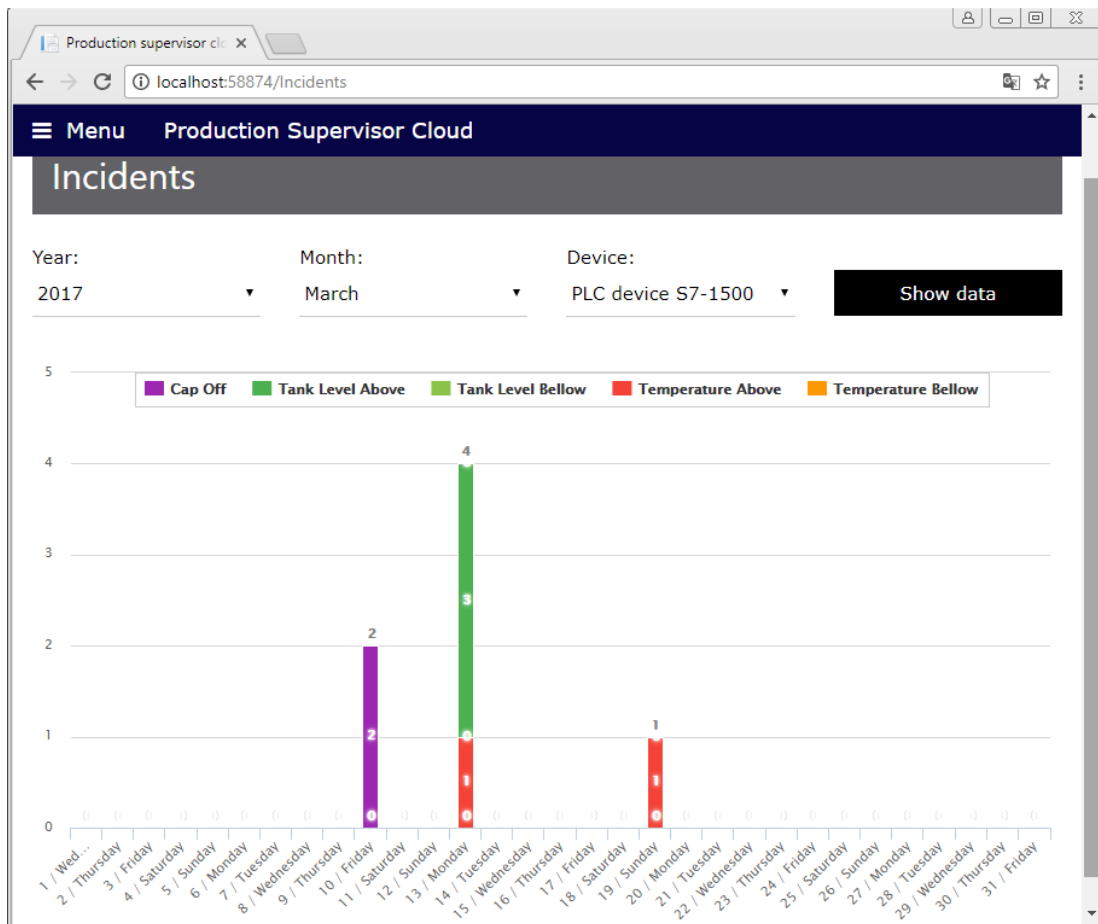 Production supervisor clc
localhost:58874/Incidents
Menu Production Supervisor Cloud
Incidents
Year: Month: Device:
2017 March PLC device S7-1500 Show data
5
Cap Off Tank Level Above Tank Level Bellow Temperature Above Temperature Bellow
4
4
3
3
2
2
1
2
1
0
1
1
0
0
0
0
1 / Wed...
2 / Thursday
3 / Friday
4 / Saturday
5 / Sunday
6 / Monday
7 / Tuesday
8 / Wednesday
9 / Thursday
10 / Friday
11 / Saturday
12 / Sunday
13 / Monday
14 / Tuesday
15 / Wednesday
16 / Thursday
17 / Friday
18 / Saturday
19 / Sunday
20 / Monday
21 / Tuesday
22 / Wednesday
23 / Thursday
24 / Friday
25 / Saturday
26 / Sunday
27 / Monday
28 / Tuesday
29 / Wednesday
30 / Thursday
31 / Friday